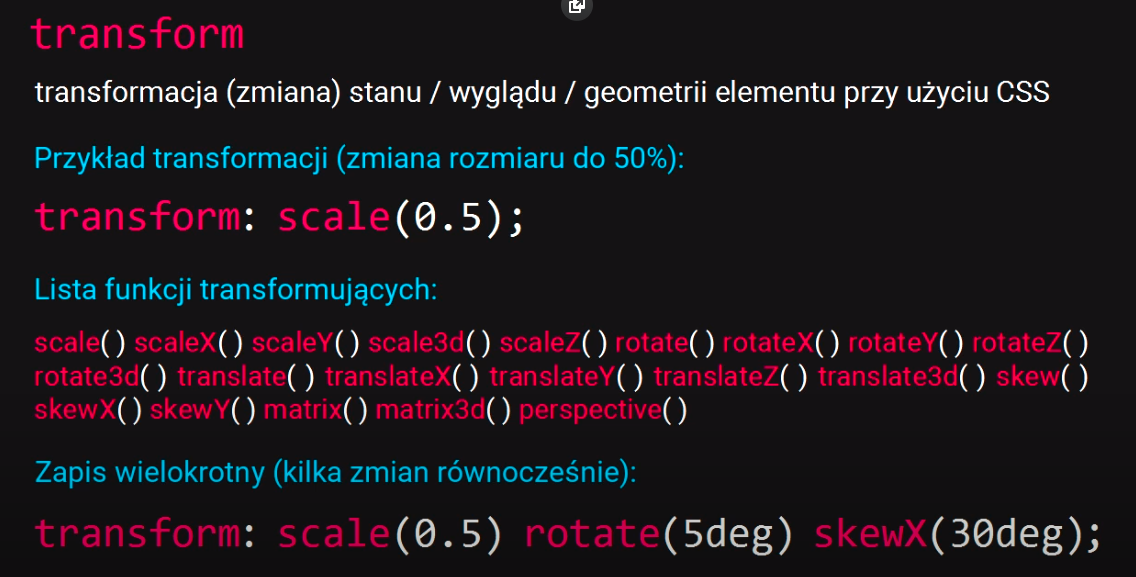 transform
transformacja (zmiana) stanu / wyglądu / geometrii elementu przy użyciu CSS
Przykład transformacji (zmiana rozmiaru do 50%):
transform: scale(0.5);
Lista funkcji transformujących:
scale() scaleX() scaleY() scale3d() scaleZ() rotate() rotateX() rotateY() rotateZ()
rotate3d() translate() translateX() translateY() translateZ() translate3d() skew()
skewX() skewY() matrix() matrix3d() perspective()
Zapis wielokrotny (kilka zmian równocześnie):
transform: scale(0.5) rotate(5deg) skewX(30deg);